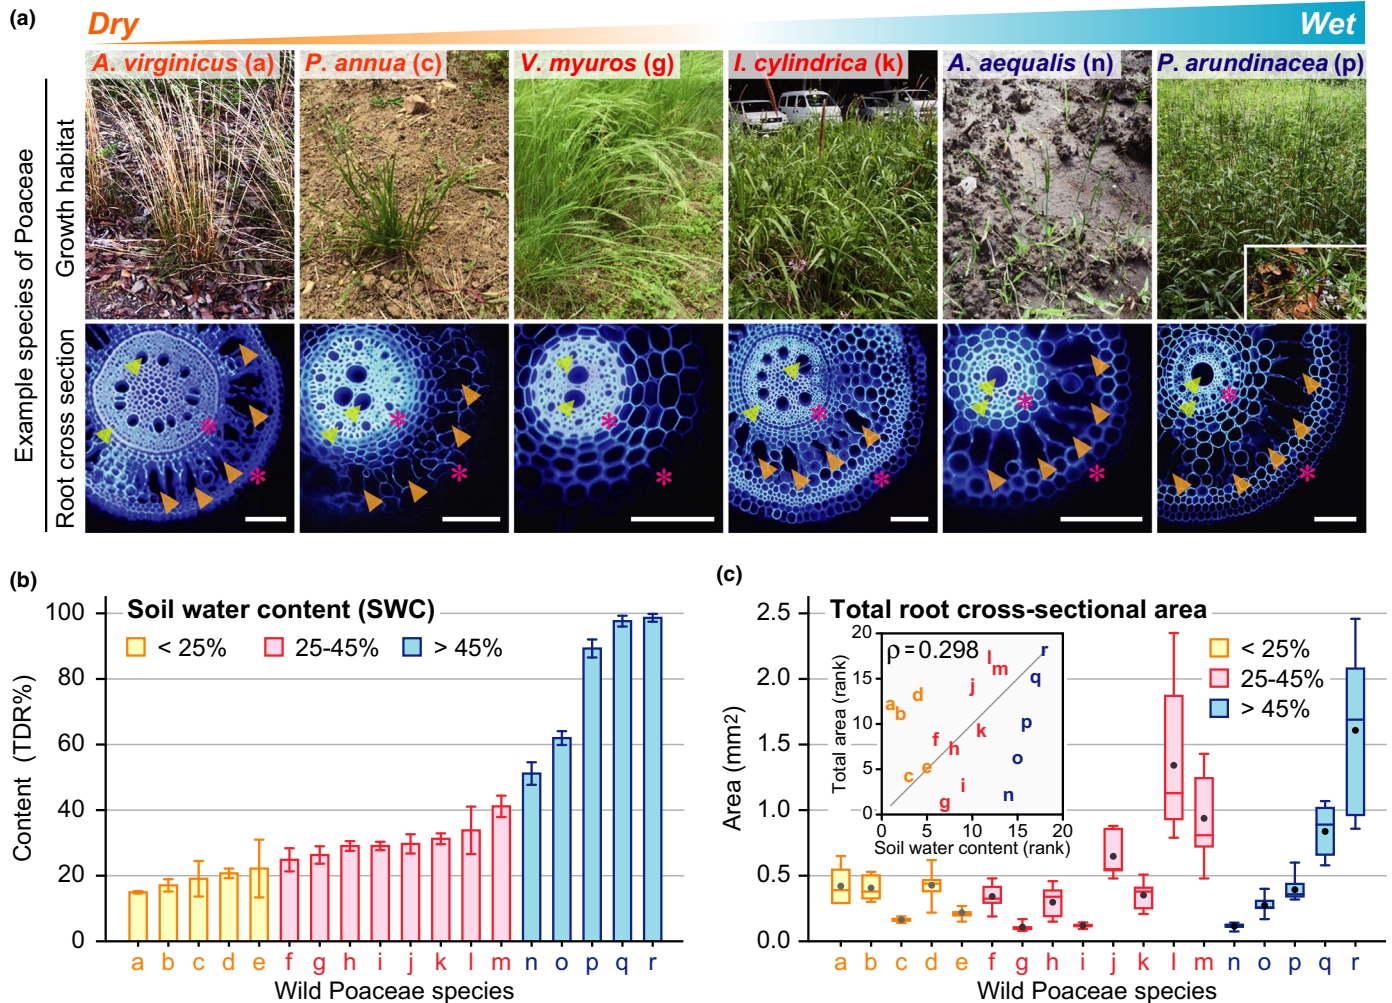 (a)
Dry
Wet
A. virginicus (a)
P. annua (c)
V. myuros (g)
I. cylindrica (k)
A. aequalis (n)
P. arundinacea (p)
Example species of Poaceae
Growth habitat
Root cross section
* * * * * * * * * * *
(b)
Soil water content (SWC)
< 25% 25-45% > 45%
Content (TDR%)
100
80
60
40
20
0
a b c d e f g h i j k l m n o p q r
Wild Poaceae species
(c)
Total root cross-sectional area
< 25%
25-45%
> 45%
Area (mm2)
2.5
2.0
1.5
1.0
0.5
0.0
ρ = 0.298
Total area (rank)
20
15
10
5
0
a b c d e f g h i j k l m n o p q r
0 5 10 15 20
Soil water content (rank)
a b c d e f g h i j k l m n o p q r
Wild Poaceae species